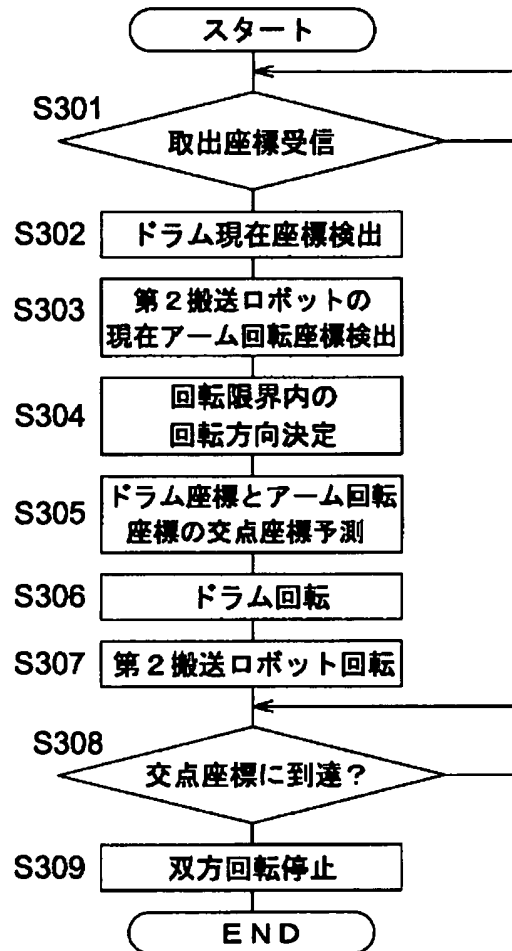 スタート
S301
取出座標受信
S302
ドラム現在座標検出
S303
第2搬送ロボットの
現在アーム回転座標検出
S304
回転限界内の
回転方向決定
S305
ドラム座標とアーム回転
座標の交点座標予測
S306
ドラム回転
S307
第2搬送ロボット回転
S308
交点座標に到達？
S309
双方回転停止
END